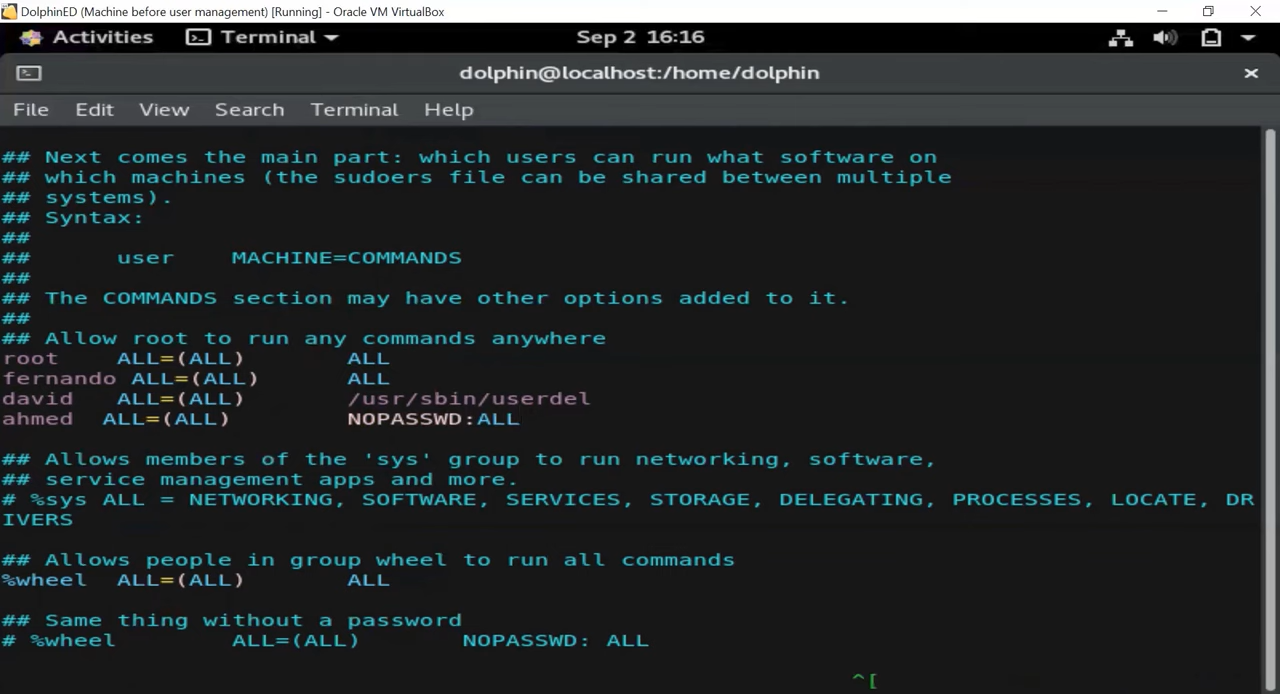 DolphinED (Machine before user management) [Running] - Oracle VM VirtualBox
Activities Terminal Sep 2 16:16
dolphin@localhost:/home/dolphin
File Edit View Search Terminal Help
## Next comes the main part: which users can run what software on
## which machines (the sudoers file can be shared between multiple
## systems).
## Syntax:
##
## user MACHINE=COMMANDS
##
## The COMMANDS section may have other options added to it.
##
## Allow root to run any commands anywhere
root ALL=(ALL) ALL
fernando ALL=(ALL) ALL
david ALL=(ALL) /usr/sbin/userdel
ahmed ALL=(ALL) NOPASSWD:ALL
## Allows members of the 'sys' group to run networking, software,
## service management apps and more.
# %sys ALL = NETWORKING, SOFTWARE, SERVICES, STORAGE, DELEGATING, PROCESSES, LOCATE, DR
IVERS
## Allows people in group wheel to run all commands
%wheel ALL=(ALL) ALL
## Same thing without a password
# %wheel ALL=(ALL) NOPASSWD: ALL
^[